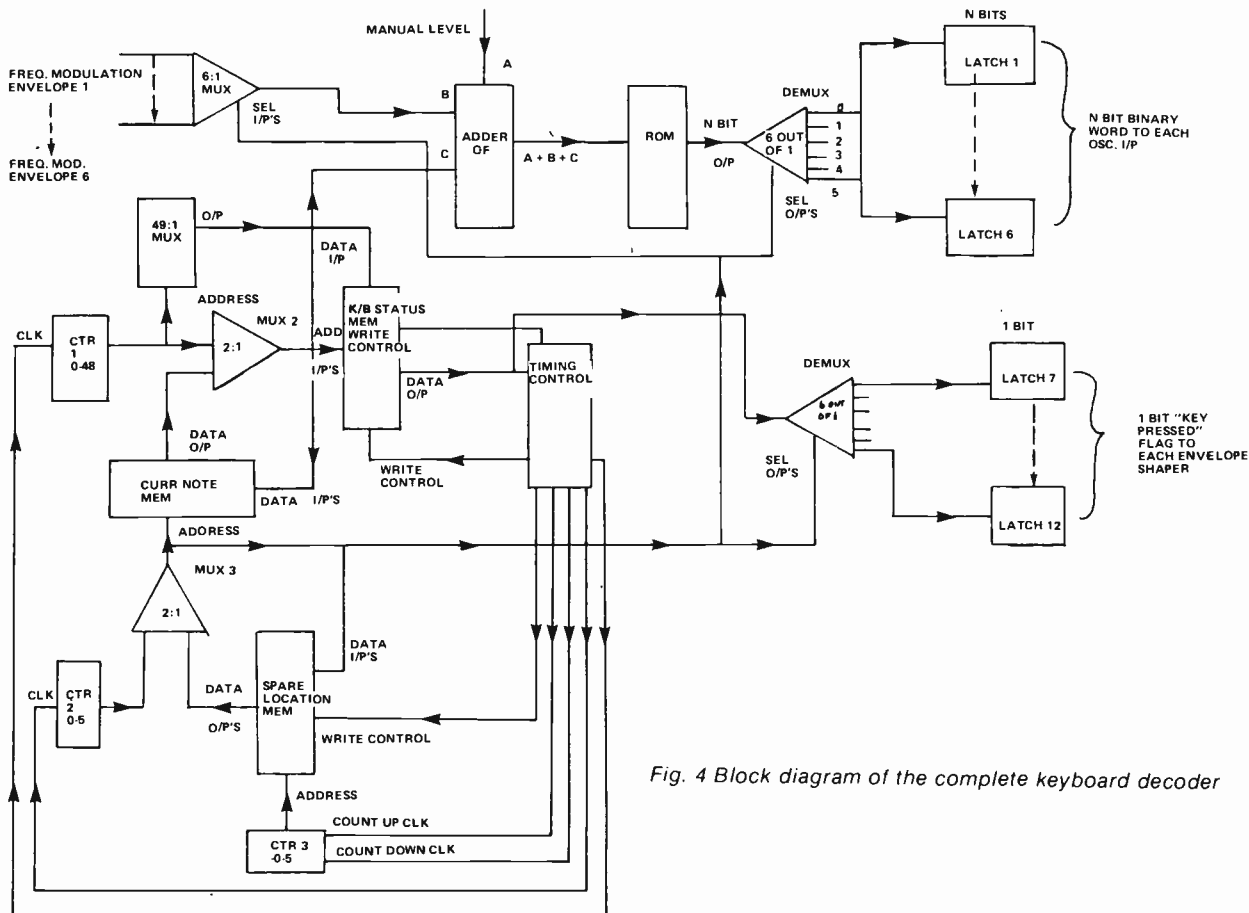 MANUAL LEVEL
A
FREQ. MODULATION
ENVELOPE 1
FREQ. MOD.
ENVELOPE 6
6:1
MUX
SEL
I/P'S
B
C
ADDER
OF
A + B + C
ROM
N BIT
O/P
DEMUX
6 OUT
OF 1
0
1
2
3
4
5
SEL
O/P'S
N BITS
LATCH 1
LATCH 6
N BIT BINARY
WORD TO EACH
OSC. I/P
49:1
MUX
O/P
DATA
I/P
ADDRESS
MUX 2
CLK
CTR
1
0-48
2:1
ADD
I/P'S
K/B STATUS
MEM
WRITE
CONTROL
DATA
O/P
TIMING
CONTROL
WRITE
CONTROL
DEMUX
6 OUT
OF 1
SEL
O/P'S
1 BIT
LATCH 7
LATCH 12
1 BIT "KEY
PRESSED"
FLAG TO
EACH ENVELOPE
SHAPER
DATA
O/P
CURR NOTE
MEM
DATA
I/P'S
ADDRESS
MUX 3
2:1
CLK
CTR
2
0-5
DATA
O/P'S
SPARE
LOCATION
MEM
DATA
I/P'S
WRITE CONTROL
ADDRESS
CTR 3
-0-5
COUNT UP CLK
COUNT DOWN CLK
Fig. 4 Block diagram of the complete keyboard decoder